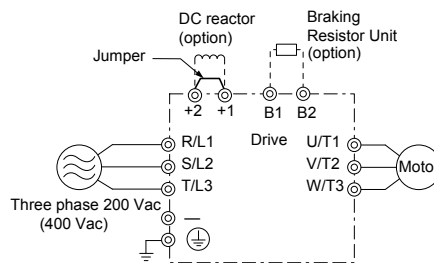 DC reactor
(option)
Braking
Resistor Unit
(option)
Jumper
+2
+1
B1
B2
R/L1
Drive
U/T1
S/L2
V/T2
Moto
T/L3
W/T3
Three phase 200 Vac
(400 Vac)
—